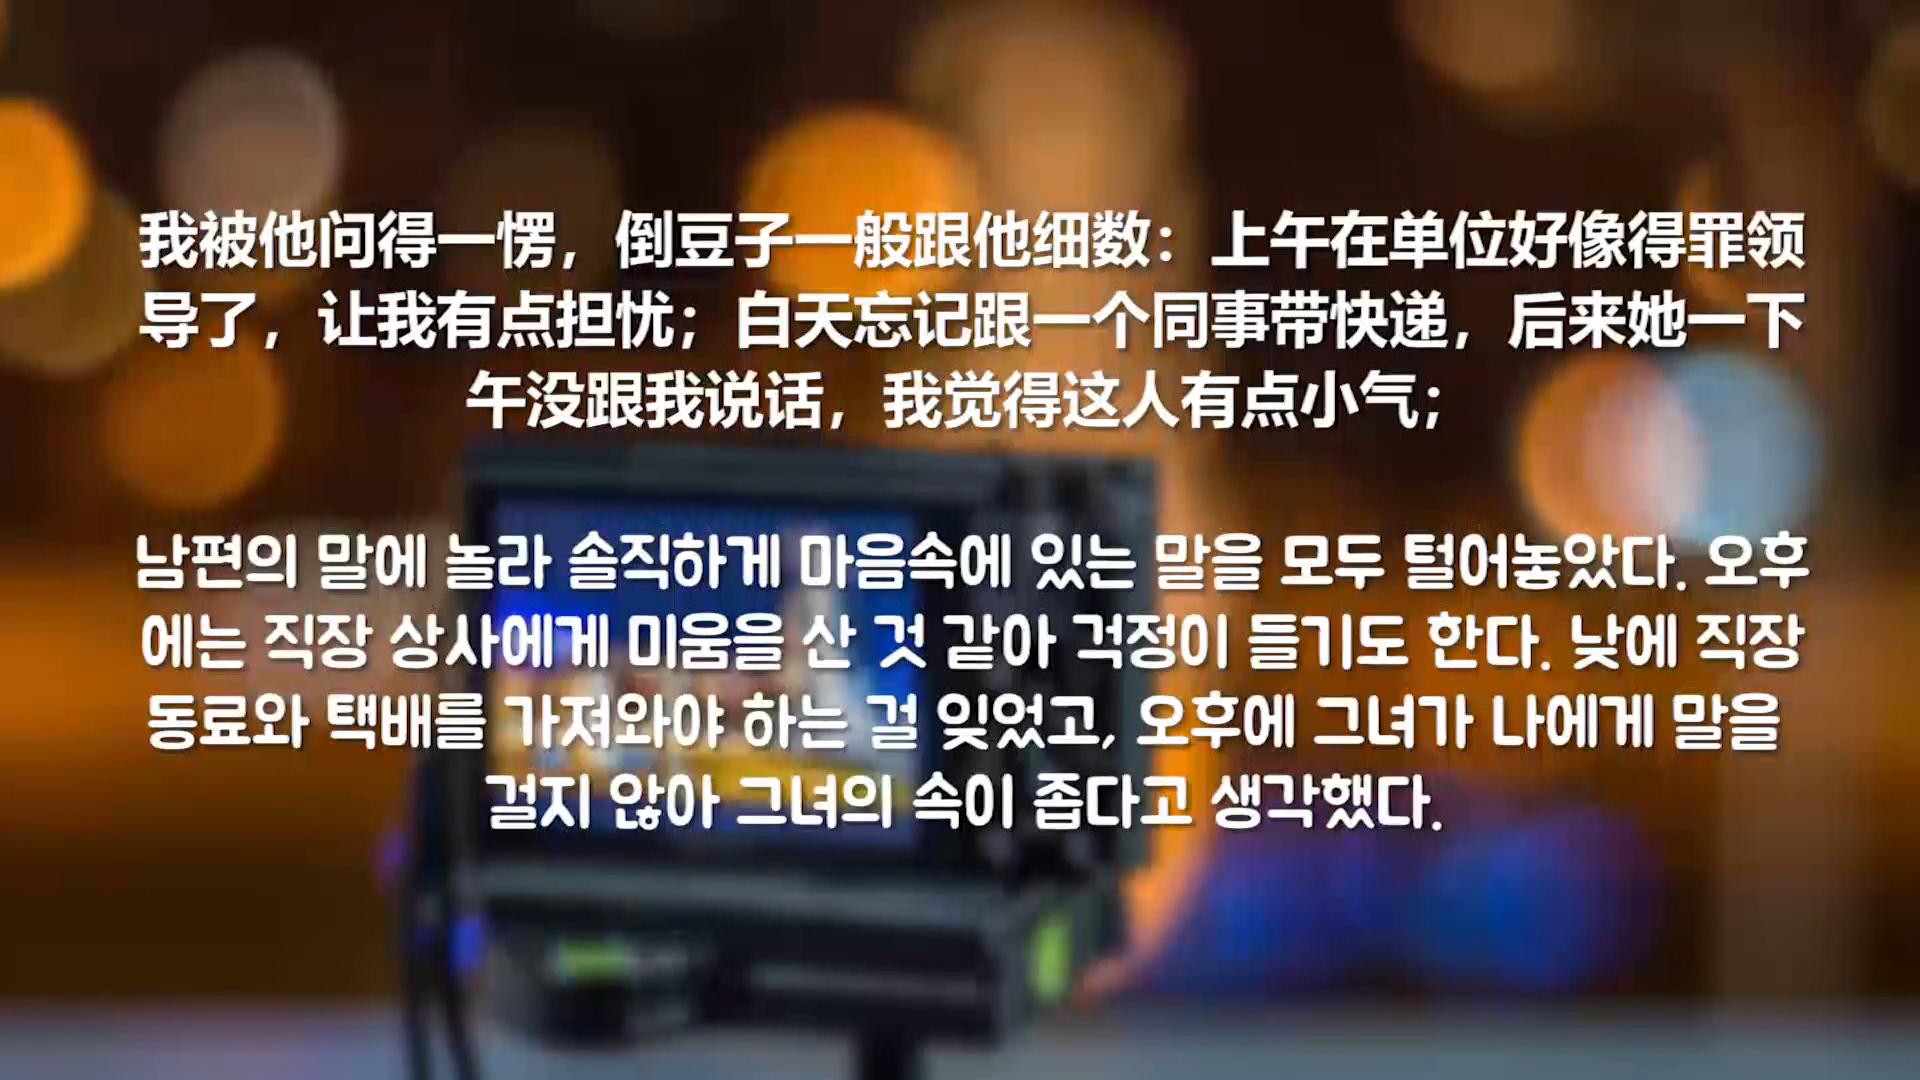 我被他问得一愣，倒豆子一般跟他细数：上午在单位好像得罪领
导了，让我有点担忧；白天忘记跟一个同事带快递，后来她一下
午没跟我说话，我觉得这人有点小气；
남편의 말에 놀라 솔직하게 마음속에 있는 말을 모두 털어놓았다. 오후
에는 직장 상사에게 미움을 산 것 같아 걱정이 들기도 한다. 낮에 직장
동료와 택배를 가져와야 하는 걸 잊었고, 오후에 그녀가 나에게 말을
걸지 않아 그녀의 속이 좁다고 생각했다.